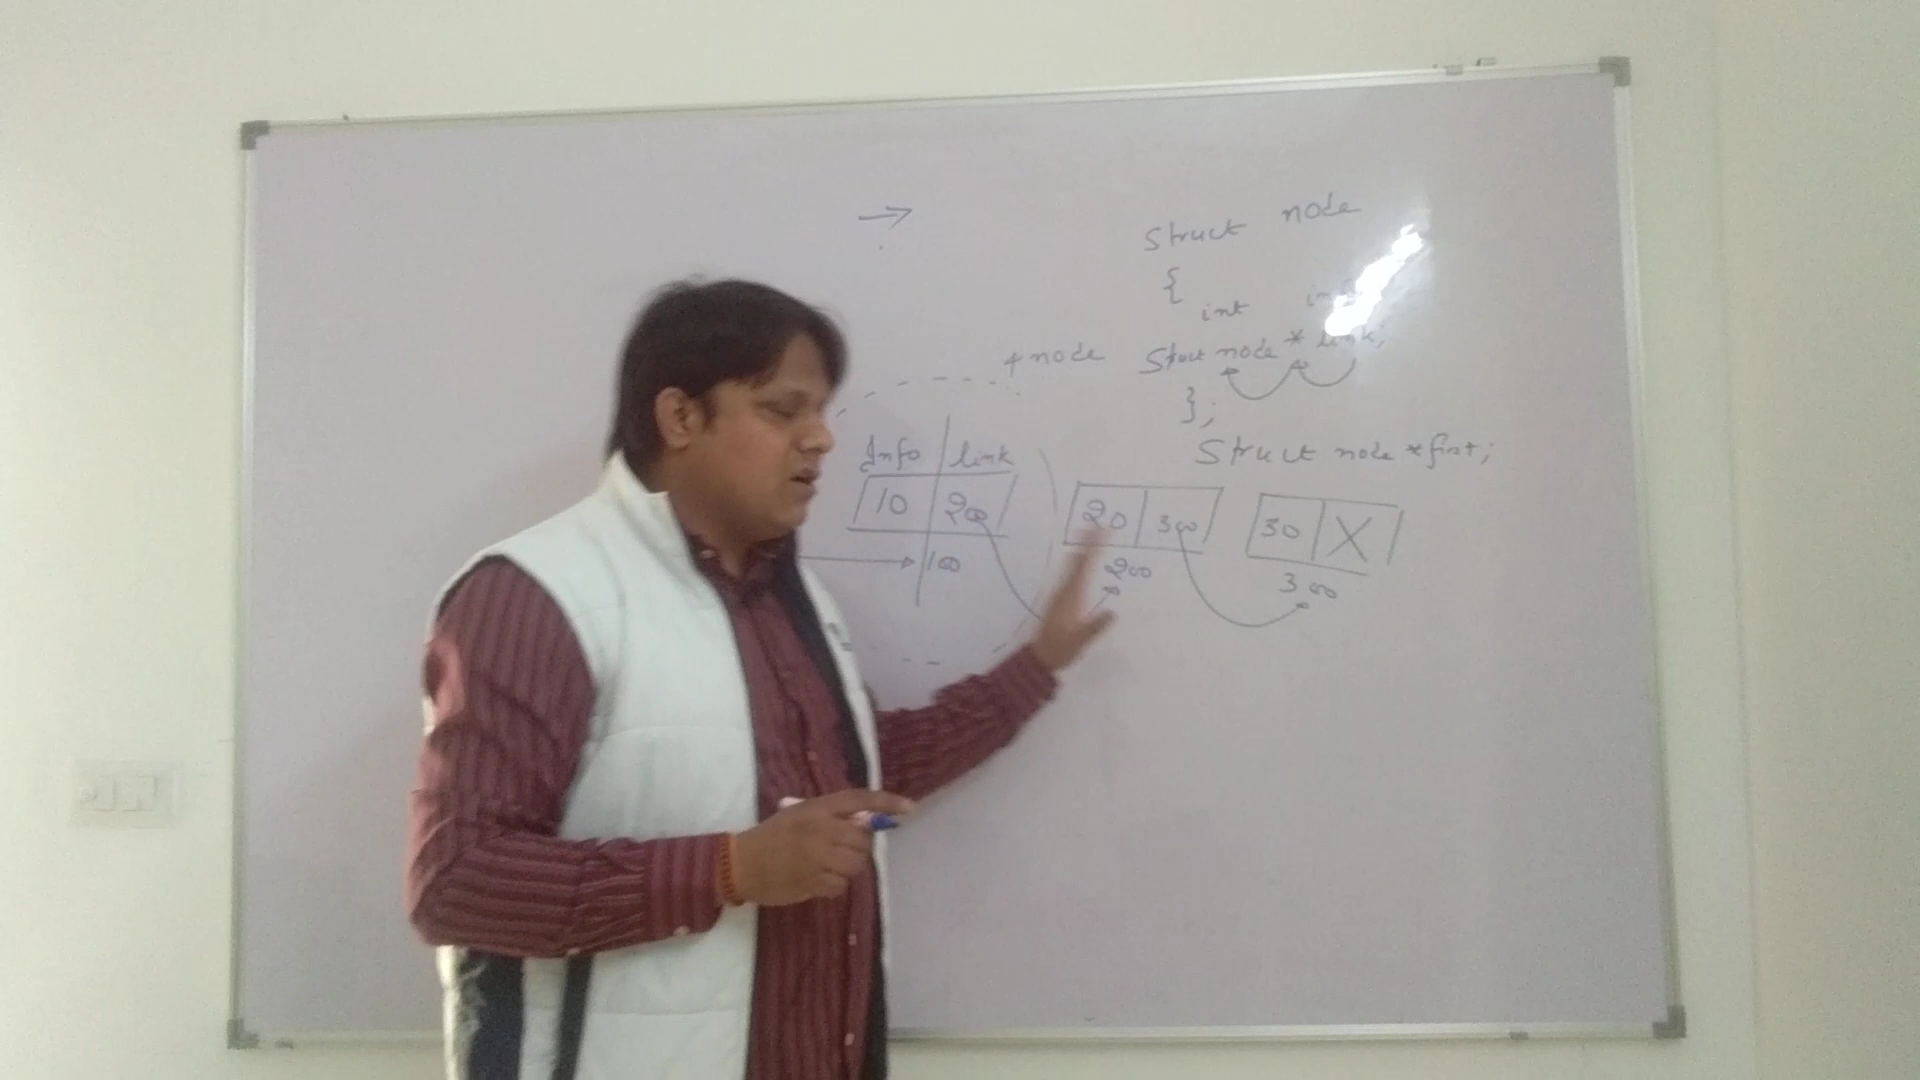 →
Struct node
{
int
Struct node * link;
};
4 node
Struct node *first;
Info link
10 200
100
20 300
200
30 X
300